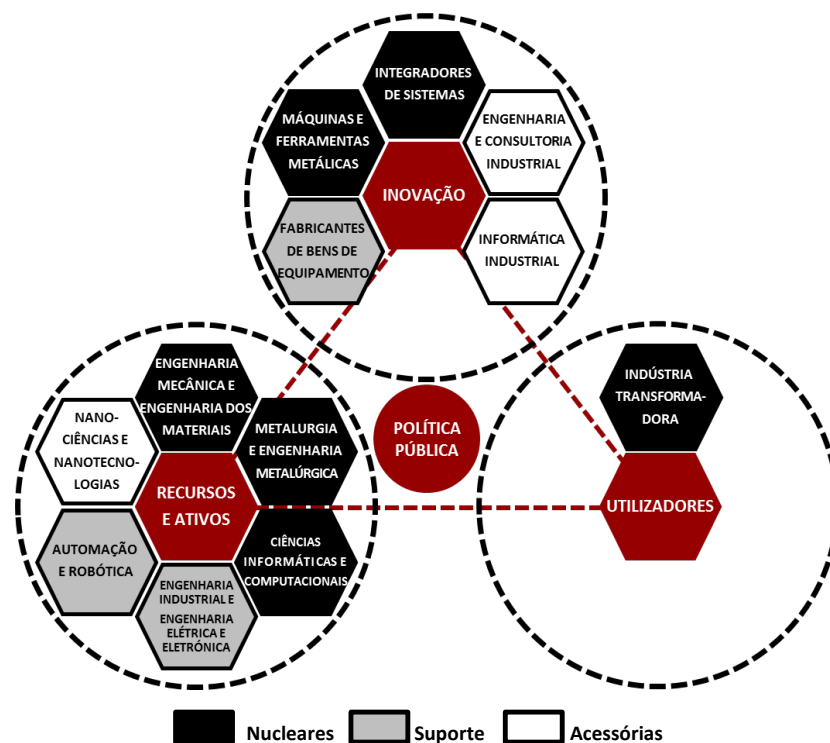 INTEGRADORES
DE SISTEMAS
MÁQUINAS E
FERRAMENTAS
METÁLICAS
ENGENHARIA
E CONSULTORIA
INDUSTRIAL
INOVAÇÃO
FABRICANTES
DE BENS DE
EQUIPAMENTO
INFORMÁTICA
INDUSTRIAL
ENGENHARIA
MECÂNICA E
ENGENHARIA DOS
MATERIAIS
NANO-
CIÊNCIAS E
NANOTECNO-
LOGIAS
METALURGIA
E ENGENHARIA
METALÚRGICA
RECURSOS
E ATIVOS
AUTOMAÇÃO
E ROBÓTICA
CIÊNCIAS
INFORMÁTICAS E
COMPUTACIONAIS
ENGENHARIA
INDUSTRIAL E
ENGENHARIA
ELÉTRICA E
ELETRÓNICA
POLÍTICA
PÚBLICA
INDÚSTRIA
TRANSFORMA-
DORA
UTILIZADORES
Nucleares Suporte Acessórias